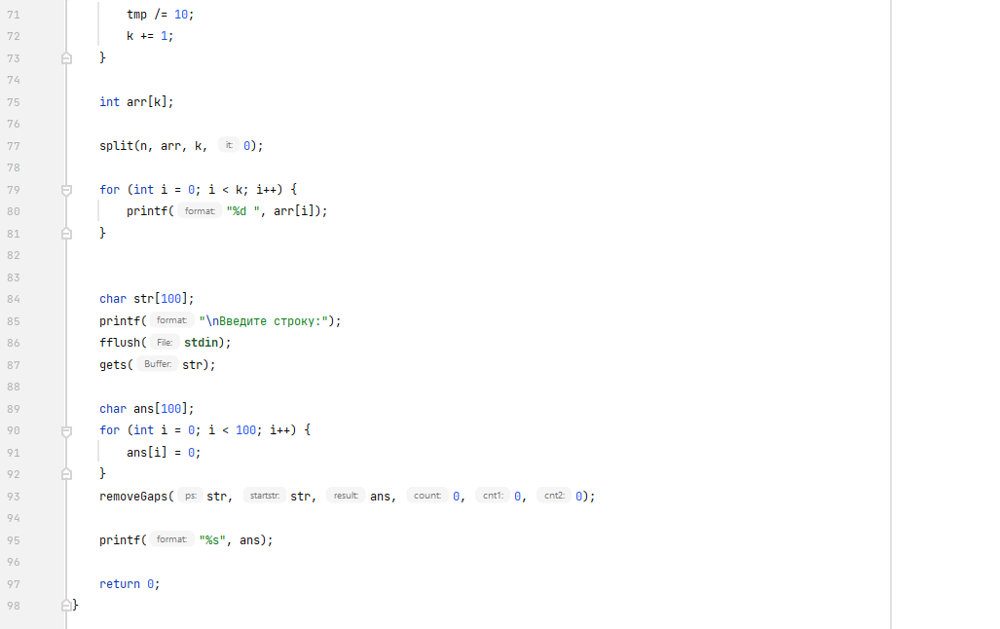 71 tmp /= 10;
72 k += 1;
73 }
74
75 int arr[k];
76
77 split(n, arr, k, it: 0);
78
79 for (int i = 0; i < k; i++) {
80 printf( format: "%d ", arr[i]);
81 }
82
83
84 char str[100];
85 printf( format: "\nВведите строку:");
86 fflush( File: stdin);
87 gets( Buffer: str);
88
89 char ans[100];
90 for (int i = 0; i < 100; i++) {
91 ans[i] = 0;
92 }
93 removeGaps( ps: str, startstr: str, result: ans, count: 0, cnt1: 0, cnt2: 0);
94
95 printf( format: "%s", ans);
96
97 return 0;
98 }